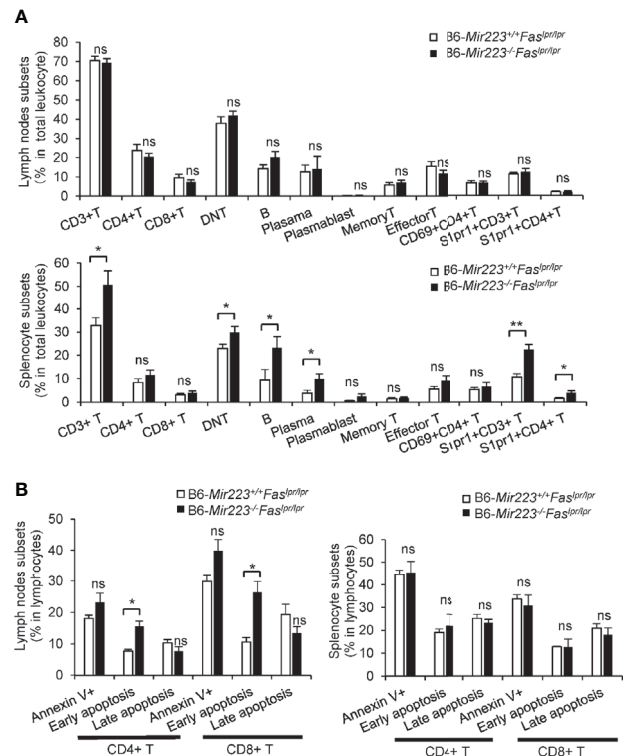 A
B6-Mir223+/+Faslpr/lpr
B6-Mir223-/-Faslpr/lpr
Lymph nodes subsets
(% in total leukocyte)
80
70
60
50
40
30
20
10
0
ns ns ns ns ns ns ns ns ns ns ns ns
CD3+T CD4+T CD8+T DNT B Plasama Plasmablast MemoryT EffectorT CD69+CD4+T S1pr1+CD3+T S1pr1+CD4+T
B6-Mir223+/+Faslpr/lpr
B6-Mir223-/-Faslpr/lpr
Splenocyte subsets
(% in total leukocytes)
60
50
40
30
20
10
0
* ns ns * * * ns ns ns ns ** *
CD3+ T CD4+ T CD8+ T DNT B Plasma Plasmablast Memory T Effector T CD69+CD4+ T S1pr1+CD3+ T S1pr1+CD4+ T
B
B6-Mir223+/+Faslpr/lpr
B6-Mir223-/-Faslpr/lpr
Lymph nodes subsets
(% in lymphocytes)
50
40
30
20
10
0
ns * ns ns * ns
Annexin V+ Early apoptosis Late apoptosis Annexin V+ Early apoptosis Late apoptosis
CD4+ T CD8+ T
B6-Mir223+/+Faslpr/lpr
B6-Mir223-/-Faslpr/lpr
Splenocyte subsets
(% in lymphocytes)
60
50
40
30
20
10
0
ns ns ns ns ns ns
Annexin V+ Early apoptosis Late apoptosis Annexin V+ Early apoptosis Late apoptosis
CD4+ T CD8+ T